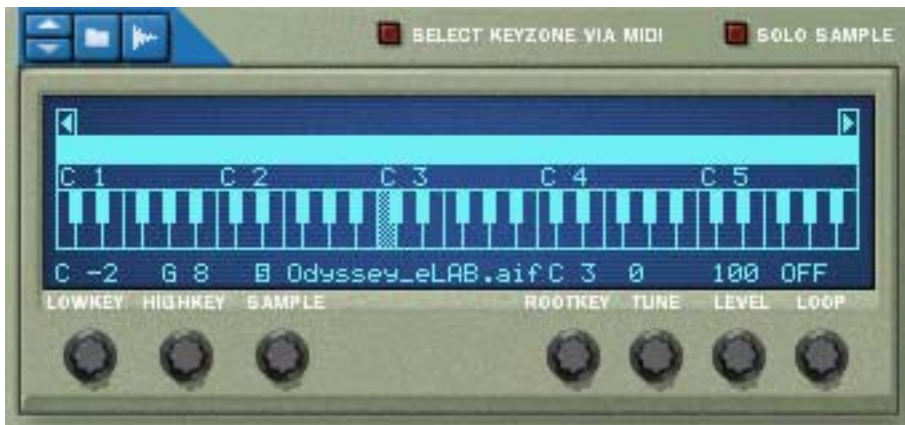 SELECT KEYZONE VIA MIDI SOLO SAMPLE
C 1 C 2 C 3 C 4 C 5
C -2 G 8 S Odyssey_eLAB.aif C 3 0 100 OFF
LOWKEY HIGHKEY SAMPLE ROOTKEY TUNE LEVEL LOOP